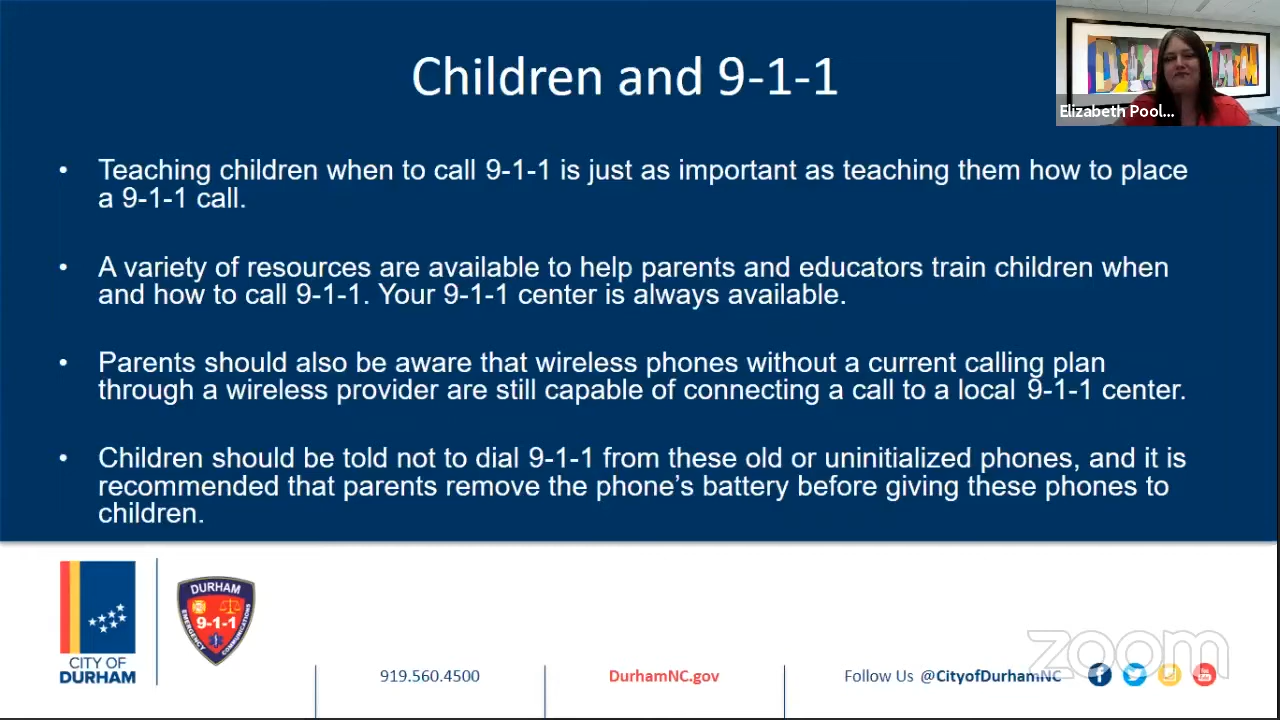 Children and 9-1-1
Elizabeth Pool...
• Teaching children when to call 9-1-1 is just as important as teaching them how to place
a 9-1-1 call.
• A variety of resources are available to help parents and educators train children when
and how to call 9-1-1. Your 9-1-1 center is always available.
• Parents should also be aware that wireless phones without a current calling plan
through a wireless provider are still capable of connecting a call to a local 9-1-1 center.
• Children should be told not to dial 9-1-1 from these old or uninitialized phones, and it is
recommended that parents remove the phone’s battery before giving these phones to
children.
CITY OF
DURHAM
DURHAM
9-1-1
EMERGENCY
COMMUNICATIONS
919.560.4500
DurhamNC.gov
Follow Us @CityofDurhamNC
zoom